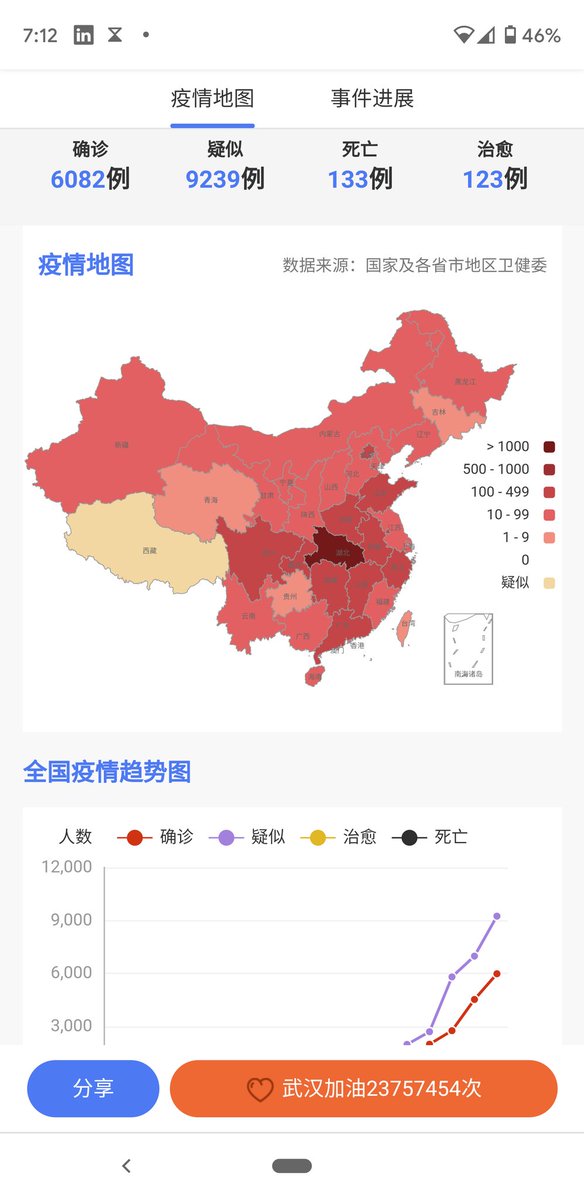 7:12 in 46%
疫情地图 事件进展
确诊 疑似 死亡 治愈
6082例 9239例 133例 123例
疫情地图 数据来源：国家及各省市地区卫健委
黑龙江
吉林
内蒙古 辽宁
新疆
> 1000
河北
500 - 1000
宁夏
山西
青海 甘肃
100 - 499
陕西
江苏
10 - 99
1 - 9
西藏 湖北
0
疑似
贵州
福建
云南
台湾
广西
香港
澳门
海南
南海诸岛
全国疫情趋势图
人数 确诊 疑似 治愈 死亡
12,000
9,000
6,000
3,000
分享 武汉加油23757454次